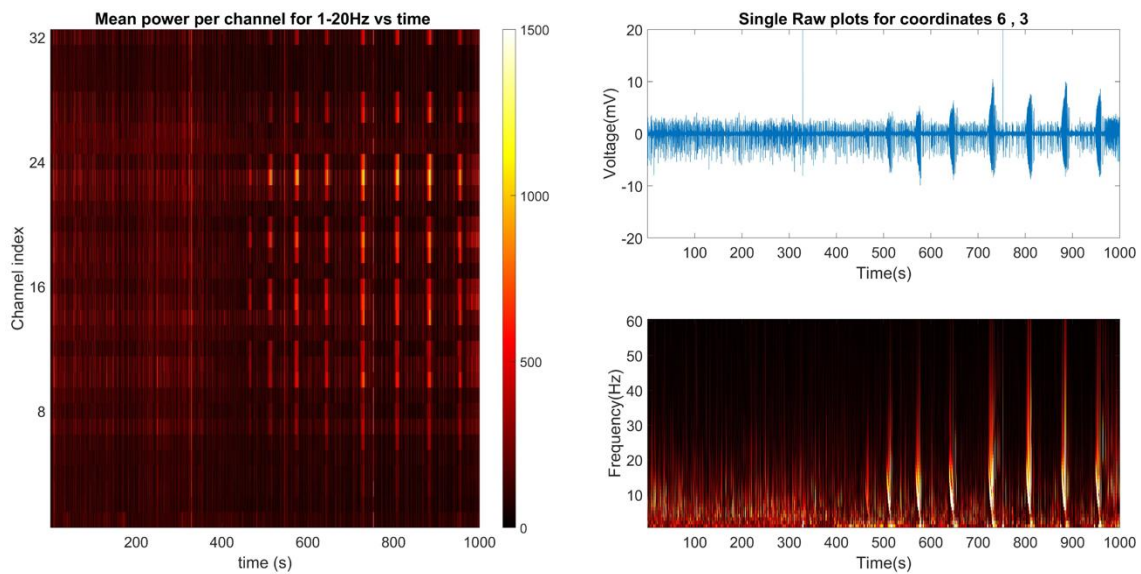 Mean power per channel for 1-20Hz vs time
32
24
16
8
Channel index
200 400 600 800 1000
time (s)
1500
1000
500
0
Single Raw plots for coordinates 6 , 3
20
10
0
-10
-20
Voltage(mV)
100 200 300 400 500 600 700 800 900 1000
Time(s)
60
50
40
30
20
10
Frequency(Hz)
100 200 300 400 500 600 700 800 900 1000
Time(s)